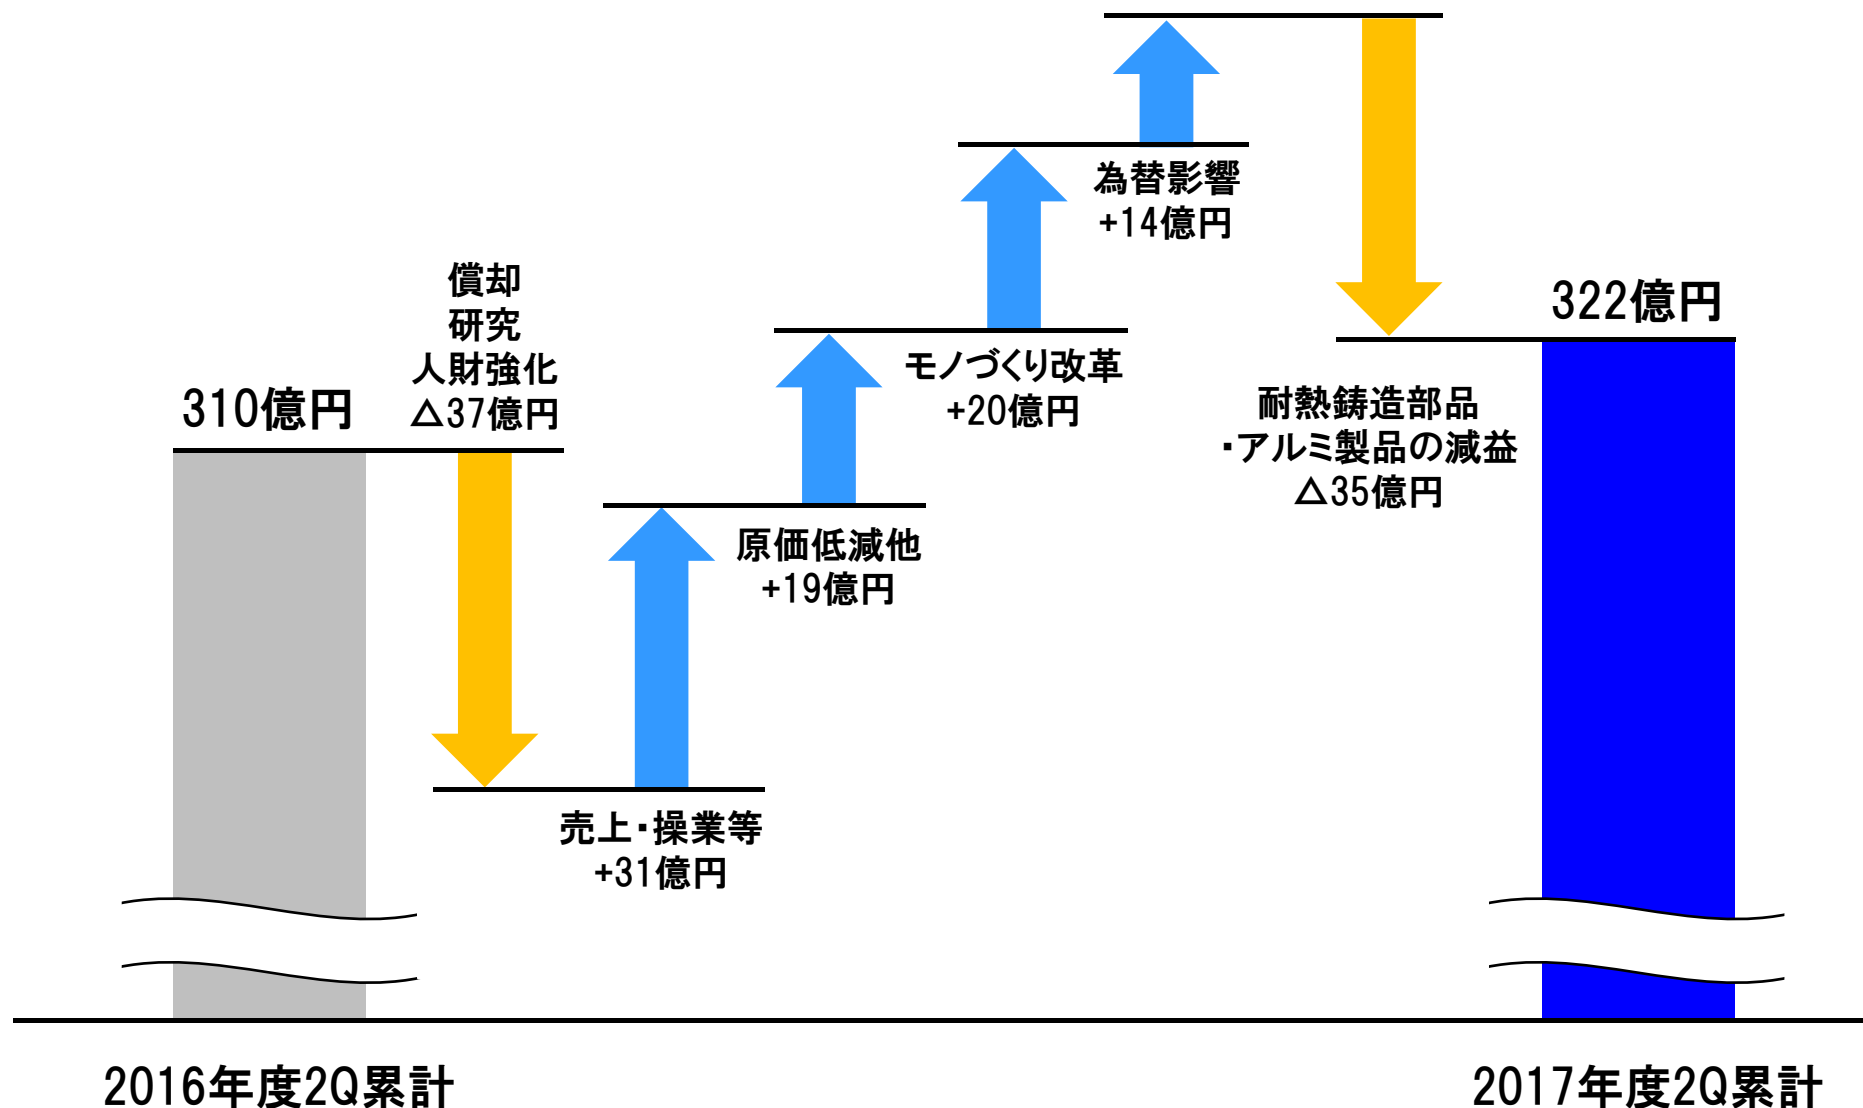 310億円
償却
研究
人財強化
△37億円
売上・操業等
+31億円
原価低減他
+19億円
モノづくり改革
+20億円
為替影響
+14億円
耐熱鋳造部品
・アルミ製品の減益
△35億円
322億円
2016年度2Q累計
2017年度2Q累計